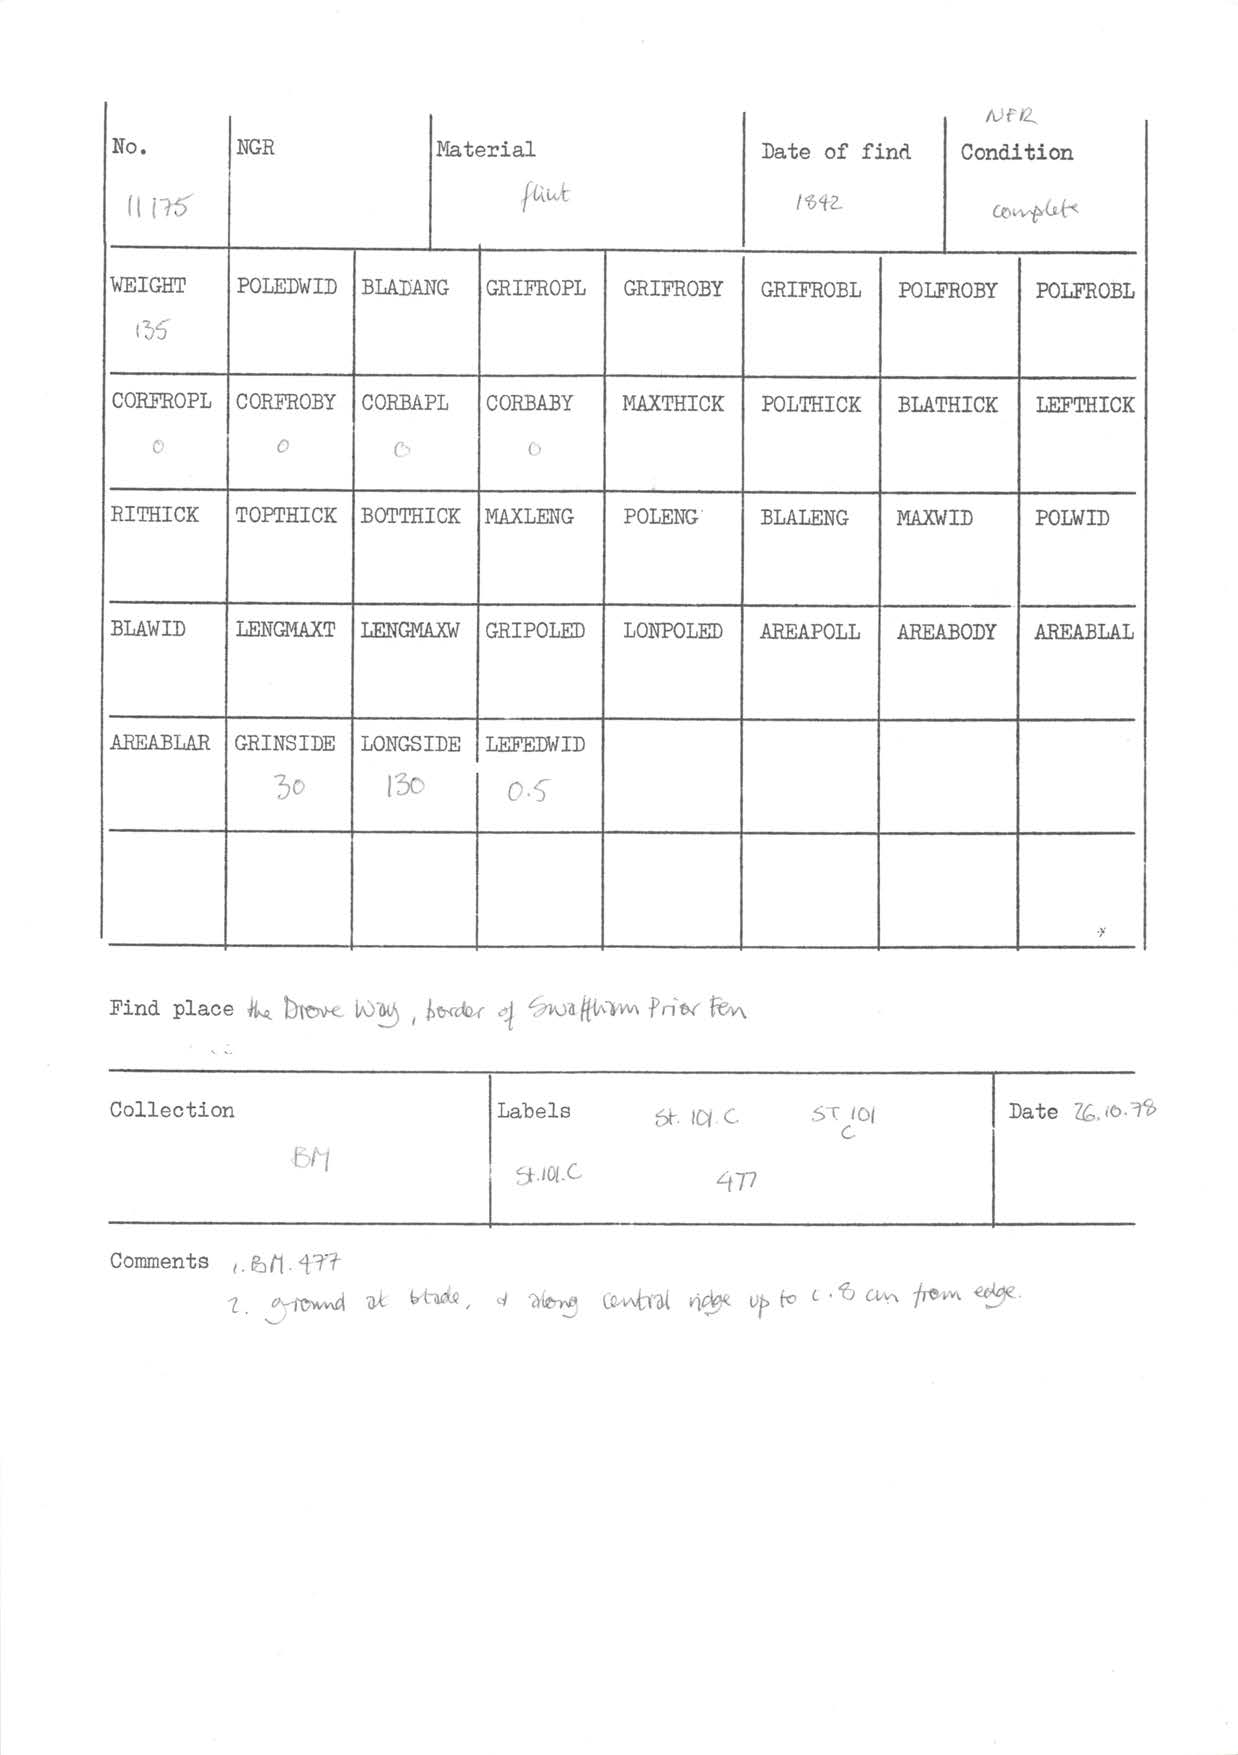 NFR
No. NGR Material Date of find Condition
11175 flint 1842 complete
WEIGHT POLEDWID BLADANG GRIFROPL GRIFROBY GRIFROBL POLFROBY POLFROBL
135
CORFROPL CORFROBY CORBAPL CORBABY MAXTHICK POLTHICK BLATHICK LEFTHICK
0 0 0 0
RITHICK TOPTHICK BOTTHICK MAXLENG POLENG BLALENG MAXWID POLWID
BLAWID LENGMAXT LENGMAXW GRIPOLED LONPOLED AREAPOLL AREABODY AREABLAL
AREABLAR GRINSIDE LONGSIDE LEFEDWID
30 130 0.5
Find place the Drove Way, border of Swaffham Prior Fen
Collection Labels St. 101. C ST 101 Date 26.10.78
C
BM St.101.C 477
Comments 1. BM. 477
2. ground at blade, & along central ridge up to c. 8 cm from edge.